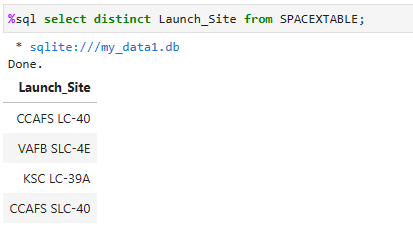 %sql select distinct Launch_Site from SPACEXTABLE;
* sqlite:///my_data1.db
Done.
Launch_Site
CCAFS LC-40
VAFB SLC-4E
KSC LC-39A
CCAFS SLC-40